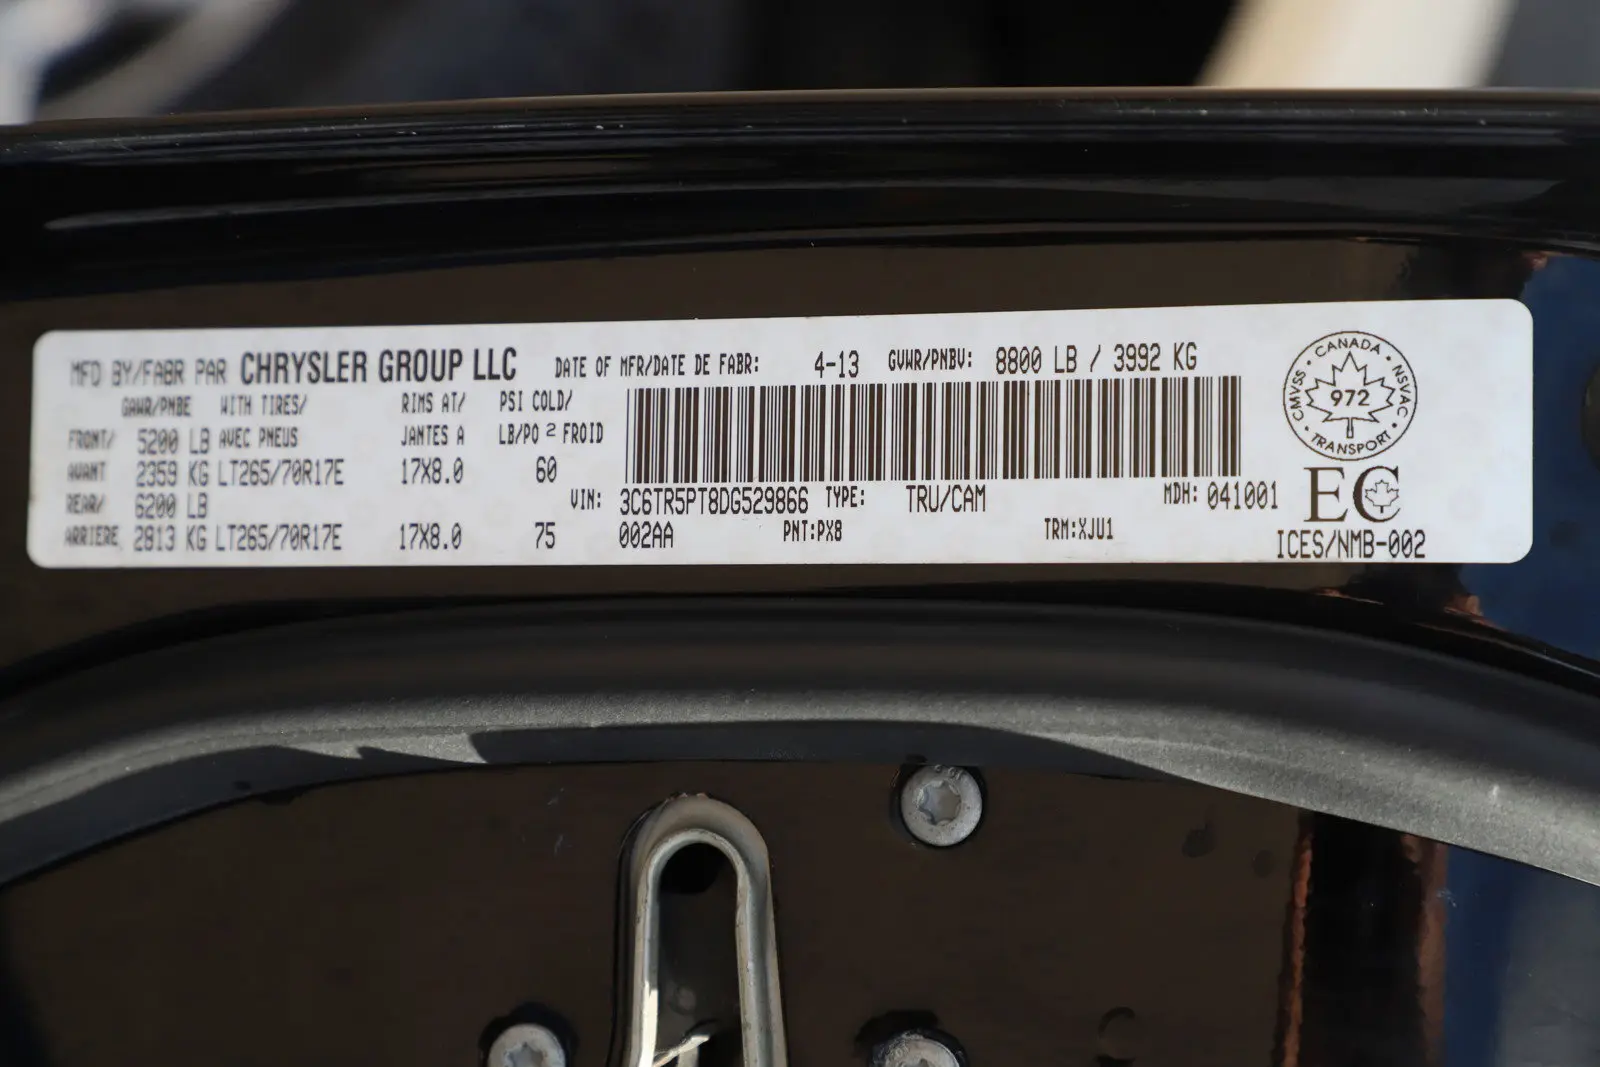 MFD BY/FABR PAR CHRYSLER GROUP LLC DATE OF MFR/DATE DE FABR: 4-13 GVWR/PNBV: 8800 LB / 3992 KG
GAWR/PNBE WITH TIRES/ RIMS AT/ PSI COLD/
FRONT/ 5200 LB AVEC PNEUS JANTES A LB/PO 2 FROID
AVANT 2359 KG LT265/70R17E 17X8.0 60
REAR/ 6200 LB
ARRIERE 2813 KG LT265/70R17E 17X8.0 75
VIN: 3C6TR5PT8DG529866 TYPE: TRU/CAM MDH: 041001
002AA PNT:PX8 TRM:XJU1
CANADA · NSVAC · TRANSPORT · CMVSS ·
972
EC
ICES/NMB-002